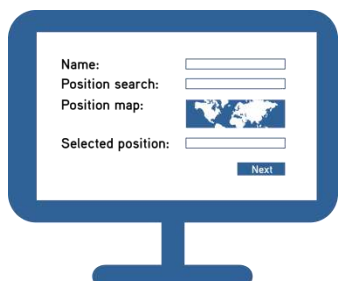 Name:
Position search:
Position map:
Selected position:
Next